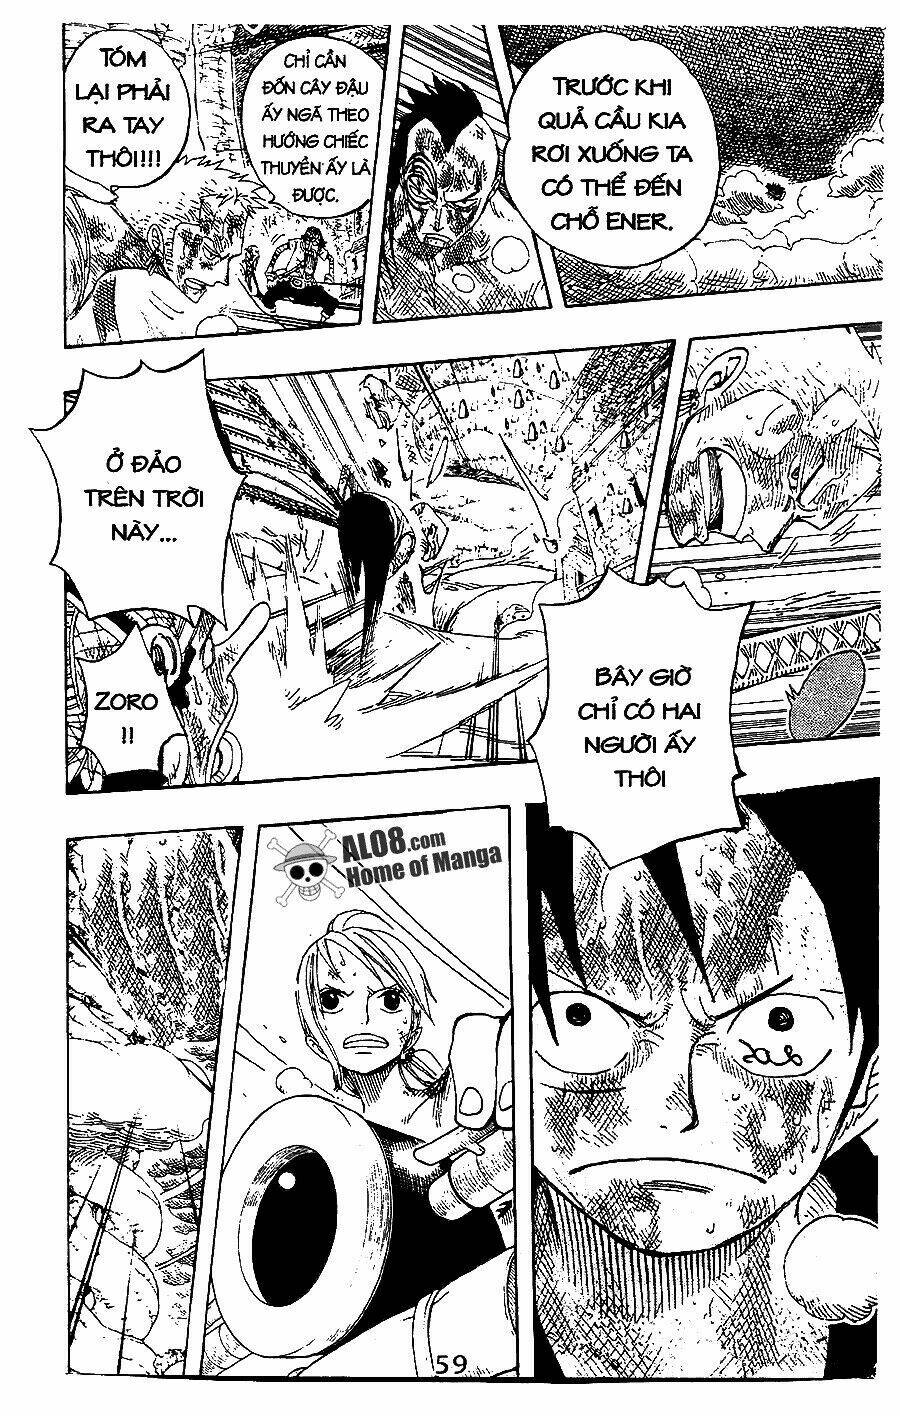 TRƯỚC KHI
QUẢ CẦU KIA
RƠI XUỐNG TA
CÓ THỂ ĐẾN
CHỖ ENER.
CHỈ CẦN
ĐỐN CÂY ĐẬU
ẤY NGÃ THEO
HƯỚNG CHIẾC
THUYỀN ẤY LÀ
ĐƯỢC.
TÓM
LẠI PHẢI
RA TAY
THÔI!!!
Ở ĐẢO
TRÊN TRỜI
NÀY...
ZORO
!!
BÂY GIỜ
CHỈ CÓ HAI
NGƯỜI ẤY
THÔI
ALO8.com
Home of Manga
59